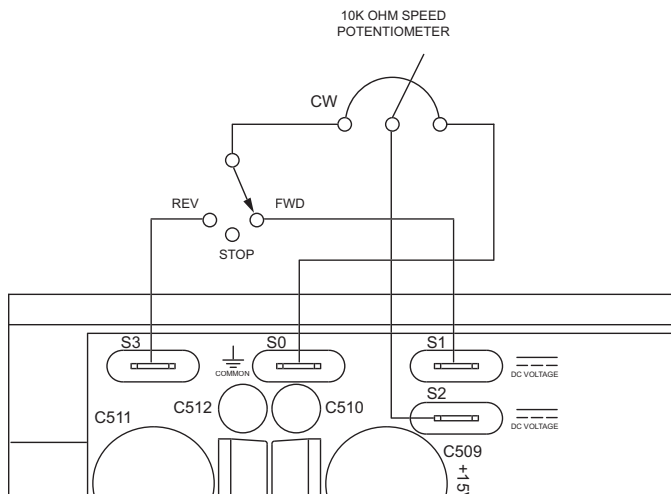 10K OHM SPEED
POTENTIOMETER
CW
REV
FWD
STOP
S3
S0
S1
COMMON
DC VOLTAGE
S2
C511
C512
C510
DC VOLTAGE
C509